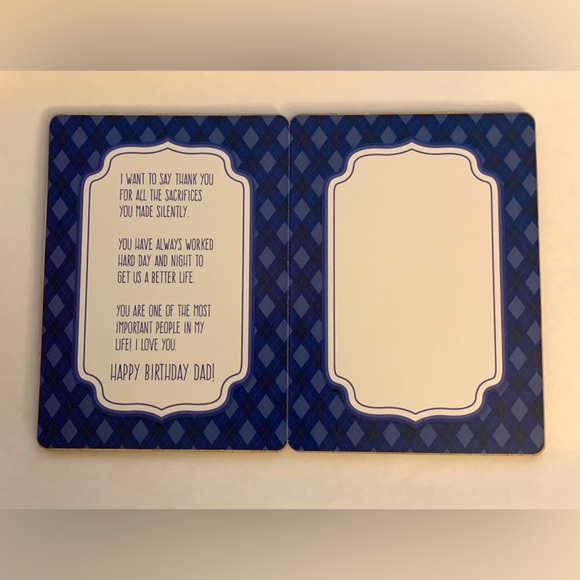 I WANT TO SAY THANK YOU
FOR ALL THE SACRIFICES
YOU MADE SILENTLY.
YOU HAVE ALWAYS WORKED
HARD DAY AND NIGHT TO
GET US A BETTER LIFE.
YOU ARE ONE OF THE MOST
IMPORTANT PEOPLE IN MY
LIFE! I LOVE YOU.
HAPPY BIRTHDAY DAD!